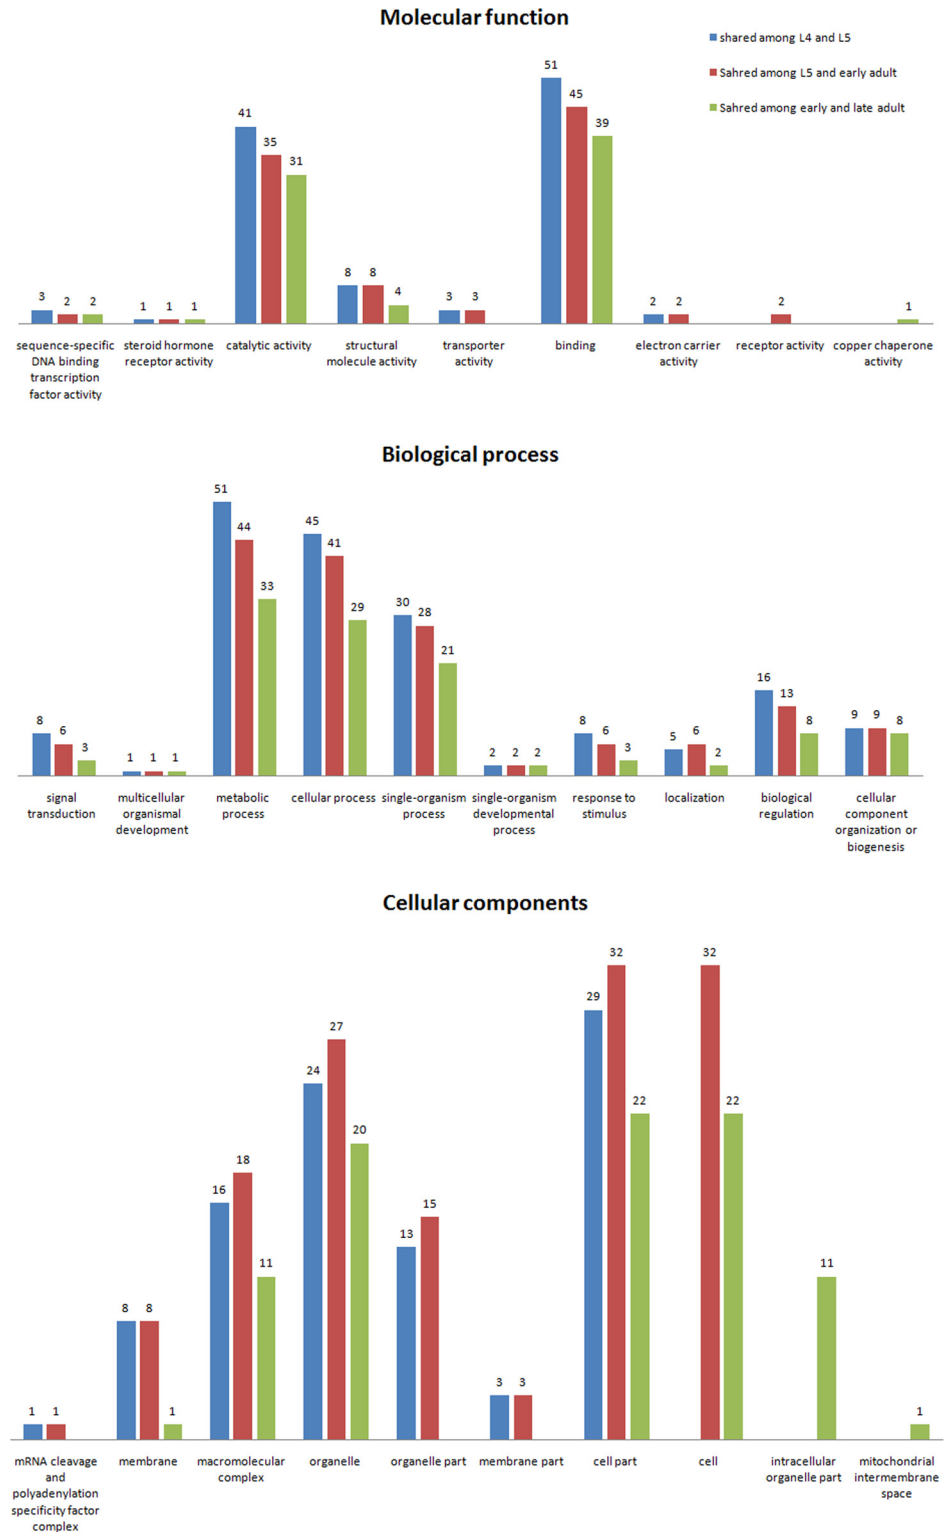 Molecular function
shared among L4 and L5
Sahred among L5 and early adult
Sahred among early and late adult
3 2 2
1 1 1
41 35 31
8 8 4
3 3
51 45 39
2 2
2
1
sequence-specific
DNA binding
transcription
factor activity
steroid hormone
receptor activity
catalytic activity
structural
molecule activity
transporter
activity
binding
electron carrier
activity
receptor activity
copper chaperone
activity
Biological process
8 6 3
1 1 1
51 44 33
45 41 29
30 28 21
2 2 2
8 6 3
5 6 2
16 13 8
9 9 8
signal
transduction
multicellular
organismal
development
metabolic
process
cellular process
single-organism
process
single-organism
developmental
process
response to
stimulus
localization
biological
regulation
cellular
component
organization or
biogenesis
Cellular components
1 1
8 8 1
16 18 11
24 27 20
13 15
3 3
29 32 22
32 22
11
1
mRNA cleavage
and
polyadenylation
specificity factor
complex
membrane
macromolecular
complex
organelle
organelle part
membrane part
cell part
cell
intracellular
organelle part
mitochondrial
intermembrane
space